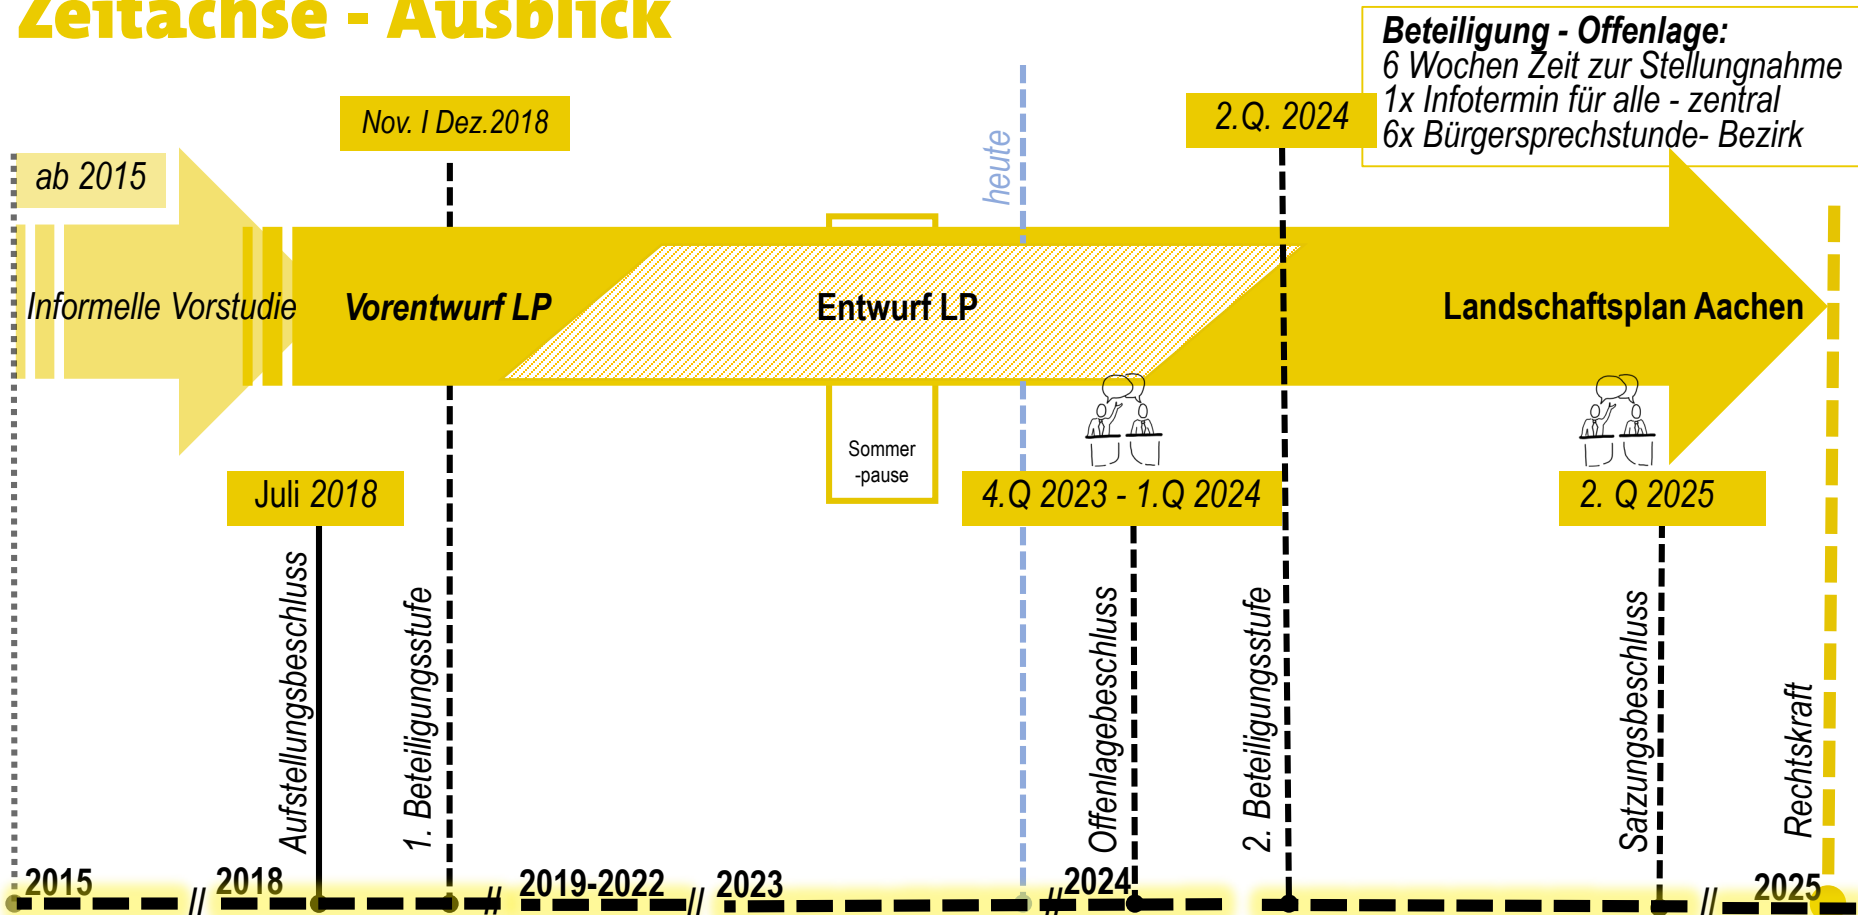 Zeitachse - Ausblick
Beteiligung - Offenlage:
6 Wochen Zeit zur Stellungnahme
1x Infotermin für alle - zentral
6x Bürgersprechstunde- Bezirk
Nov. I Dez.2018
2.Q. 2024
heute
ab 2015
Informelle Vorstudie
Vorentwurf LP
Entwurf LP
Landschaftsplan Aachen
Sommer
-pause
Juli 2018
4.Q 2023 - 1.Q 2024
2. Q 2025
Aufstellungsbeschluss
1. Beteiligungsstufe
Offenlagebeschluss
2. Beteiligungsstufe
Satzungsbeschluss
Rechtskraft
2015 // 2018 // 2019-2022 // 2023 // 2024 // 2025